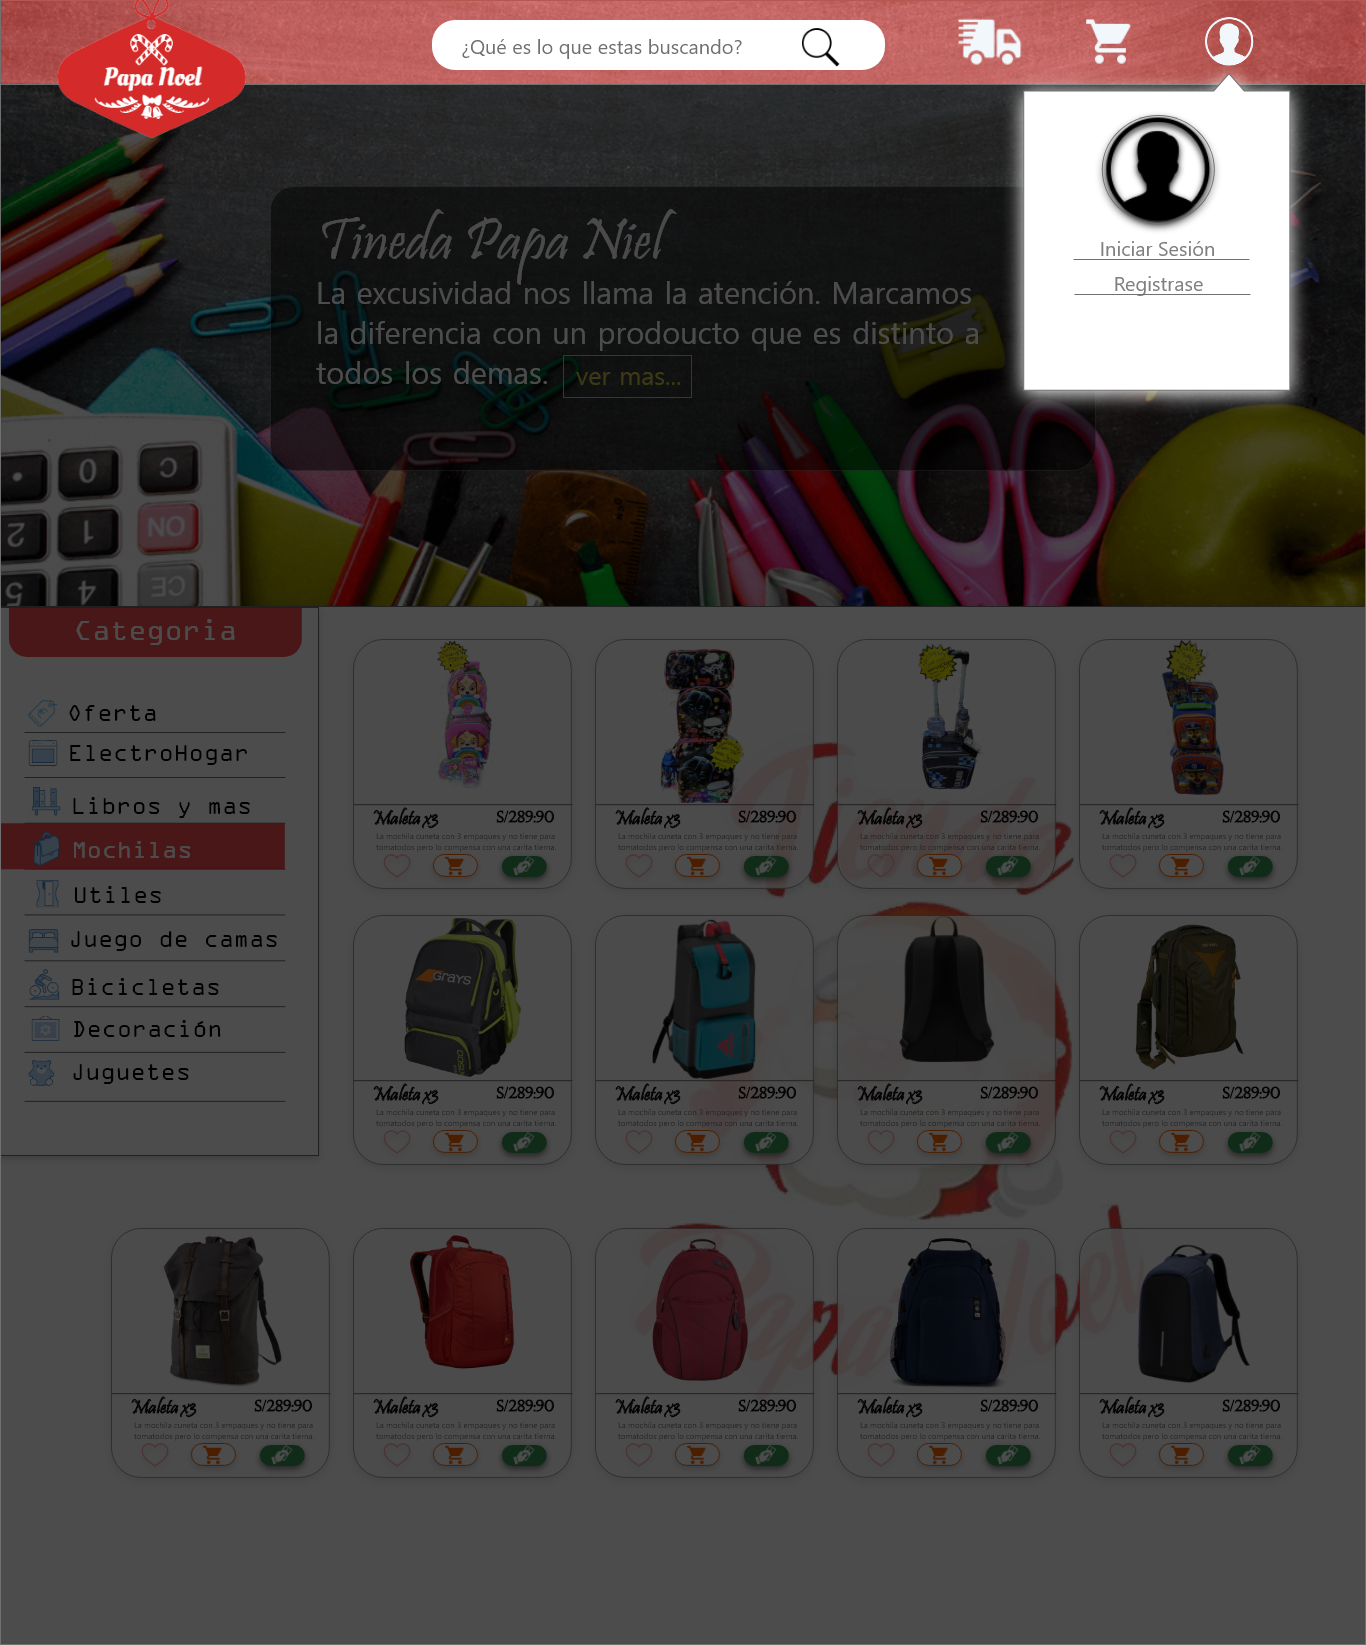 Papa Noel
¿Qué es lo que estas buscando?
Iniciar Sesión
Registrase
Tineda Papa Niel
La excusividad nos llama la atención. Marcamos
la diferencia con un prodoucto que es distinto a
todos los demas. ver mas...
C
0
NO
1
2
CE
4
5
Categoria
Oferta
ElectroHogar
Libros y mas
Mochilas
Utiles
Juego de camas
Bicicletas
Decoración
Juguetes
Tienda
Papa Noel
Maleta x3 S/289.90
La mochila cuneta con 3 empaques y no tiene para
tomatodos pero lo compensa con una carita tierna.
Maleta x3 S/289.90
La mochila cuneta con 3 empaques y no tiene para
tomatodos pero lo compensa con una carita tierna.
Maleta x3 S/289.90
La mochila cuneta con 3 empaques y no tiene para
tomatodos pero lo compensa con una carita tierna.
Maleta x3 S/289.90
La mochila cuneta con 3 empaques y no tiene para
tomatodos pero lo compensa con una carita tierna.
GRAYS
Maleta x3 S/289.90
La mochila cuneta con 3 empaques y no tiene para
tomatodos pero lo compensa con una carita tierna.
Maleta x3 S/289.90
La mochila cuneta con 3 empaques y no tiene para
tomatodos pero lo compensa con una carita tierna.
Maleta x3 S/289.90
La mochila cuneta con 3 empaques y no tiene para
tomatodos pero lo compensa con una carita tierna.
Maleta x3 S/289.90
La mochila cuneta con 3 empaques y no tiene para
tomatodos pero lo compensa con una carita tierna.
Maleta x3 S/289.90
La mochila cuneta con 3 empaques y no tiene para
tomatodos pero lo compensa con una carita tierna.
Maleta x3 S/289.90
La mochila cuneta con 3 empaques y no tiene para
tomatodos pero lo compensa con una carita tierna.
Maleta x3 S/289.90
La mochila cuneta con 3 empaques y no tiene para
tomatodos pero lo compensa con una carita tierna.
Maleta x3 S/289.90
La mochila cuneta con 3 empaques y no tiene para
tomatodos pero lo compensa con una carita tierna.
Maleta x3 S/289.90
La mochila cuneta con 3 empaques y no tiene para
tomatodos pero lo compensa con una carita tierna.